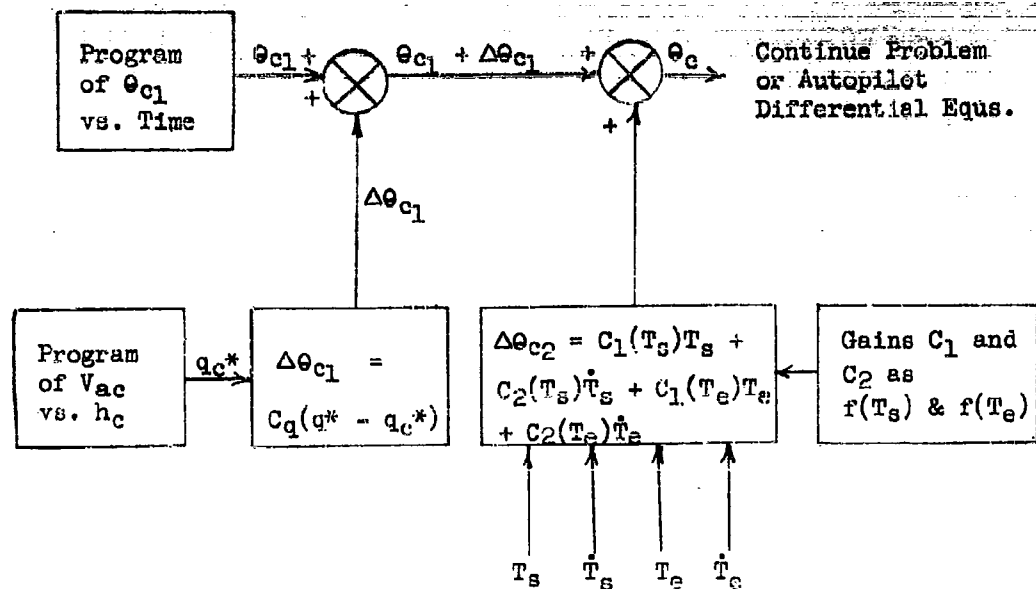 Program
of θc1
vs. Time
θc1 +
+
θc1 + Δθc1
+
+
θc
Continue Problem
or Autopilot
Differential Equs.
Δθc1
Program
of Vac
vs. hc
qc*
Δθc1 =
Cq(q* - qc*)
Δθc2 = C1(Ts)Ts +
C2(Ts)Ṫs + C1(Te)Te
+ C2(Te)Ṫe
Gains C1 and
C2 as
f(Ts) & f(Te)
Ts Ṫs Te Ṫe